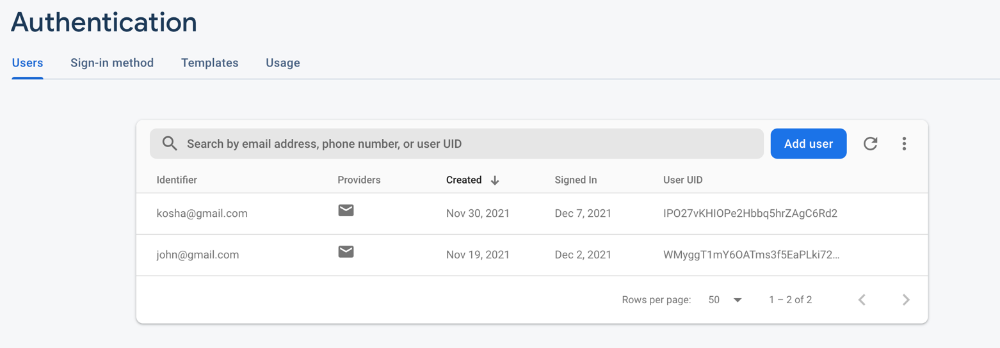 Authentication
Users Sign-in method Templates Usage
Search by email address, phone number, or user UID Add user
Identifier Providers Created Signed In User UID
kosha@gmail.com Nov 30, 2021 Dec 7, 2021 IPO27vKHIOPe2Hbbq5hrZAgC6Rd2
john@gmail.com Nov 19, 2021 Dec 2, 2021 WMyggT1mY6OATms3f5EaPLki72...
Rows per page: 50 1 – 2 of 2